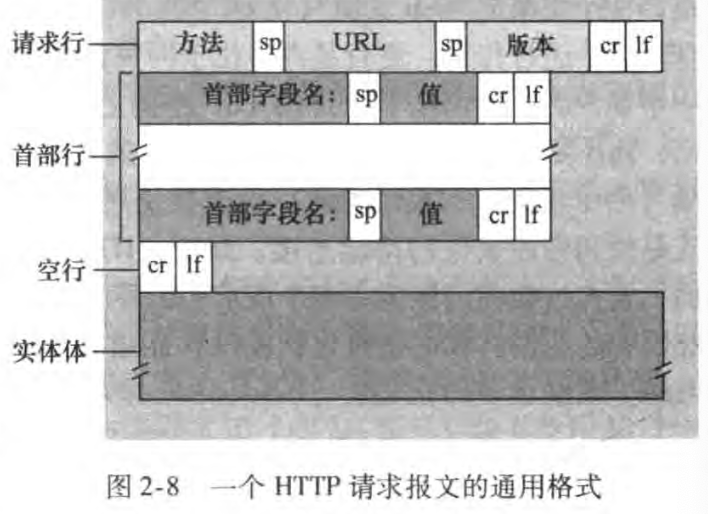 请求行 方法 sp URL sp 版本 cr lf
首部字段名: sp 值 cr lf
首部行
首部字段名: sp 值 cr lf
空行 cr lf
实体体
图 2-8 一个 HTTP 请求报文的通用格式